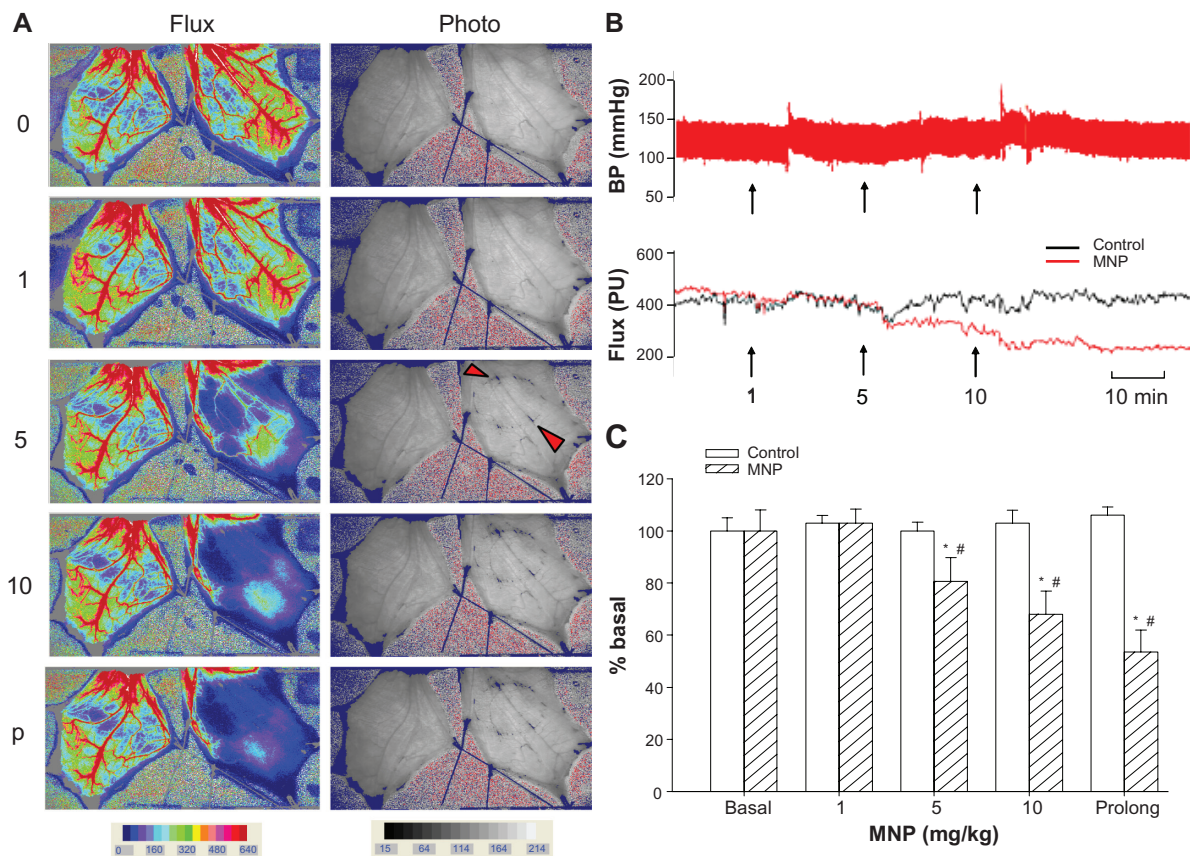 A
Flux
Photo
0
1
5
10
p
0 160 320 480 640
15 64 114 164 214
B
BP (mmHg)
200
150
100
50
Flux (PU)
600
400
200
Control
MNP
1
5
10
10 min
C
Control
MNP
% basal
120
100
80
60
40
20
0
* #
* #
* #
Basal
1
5
10
Prolong
MNP (mg/kg)